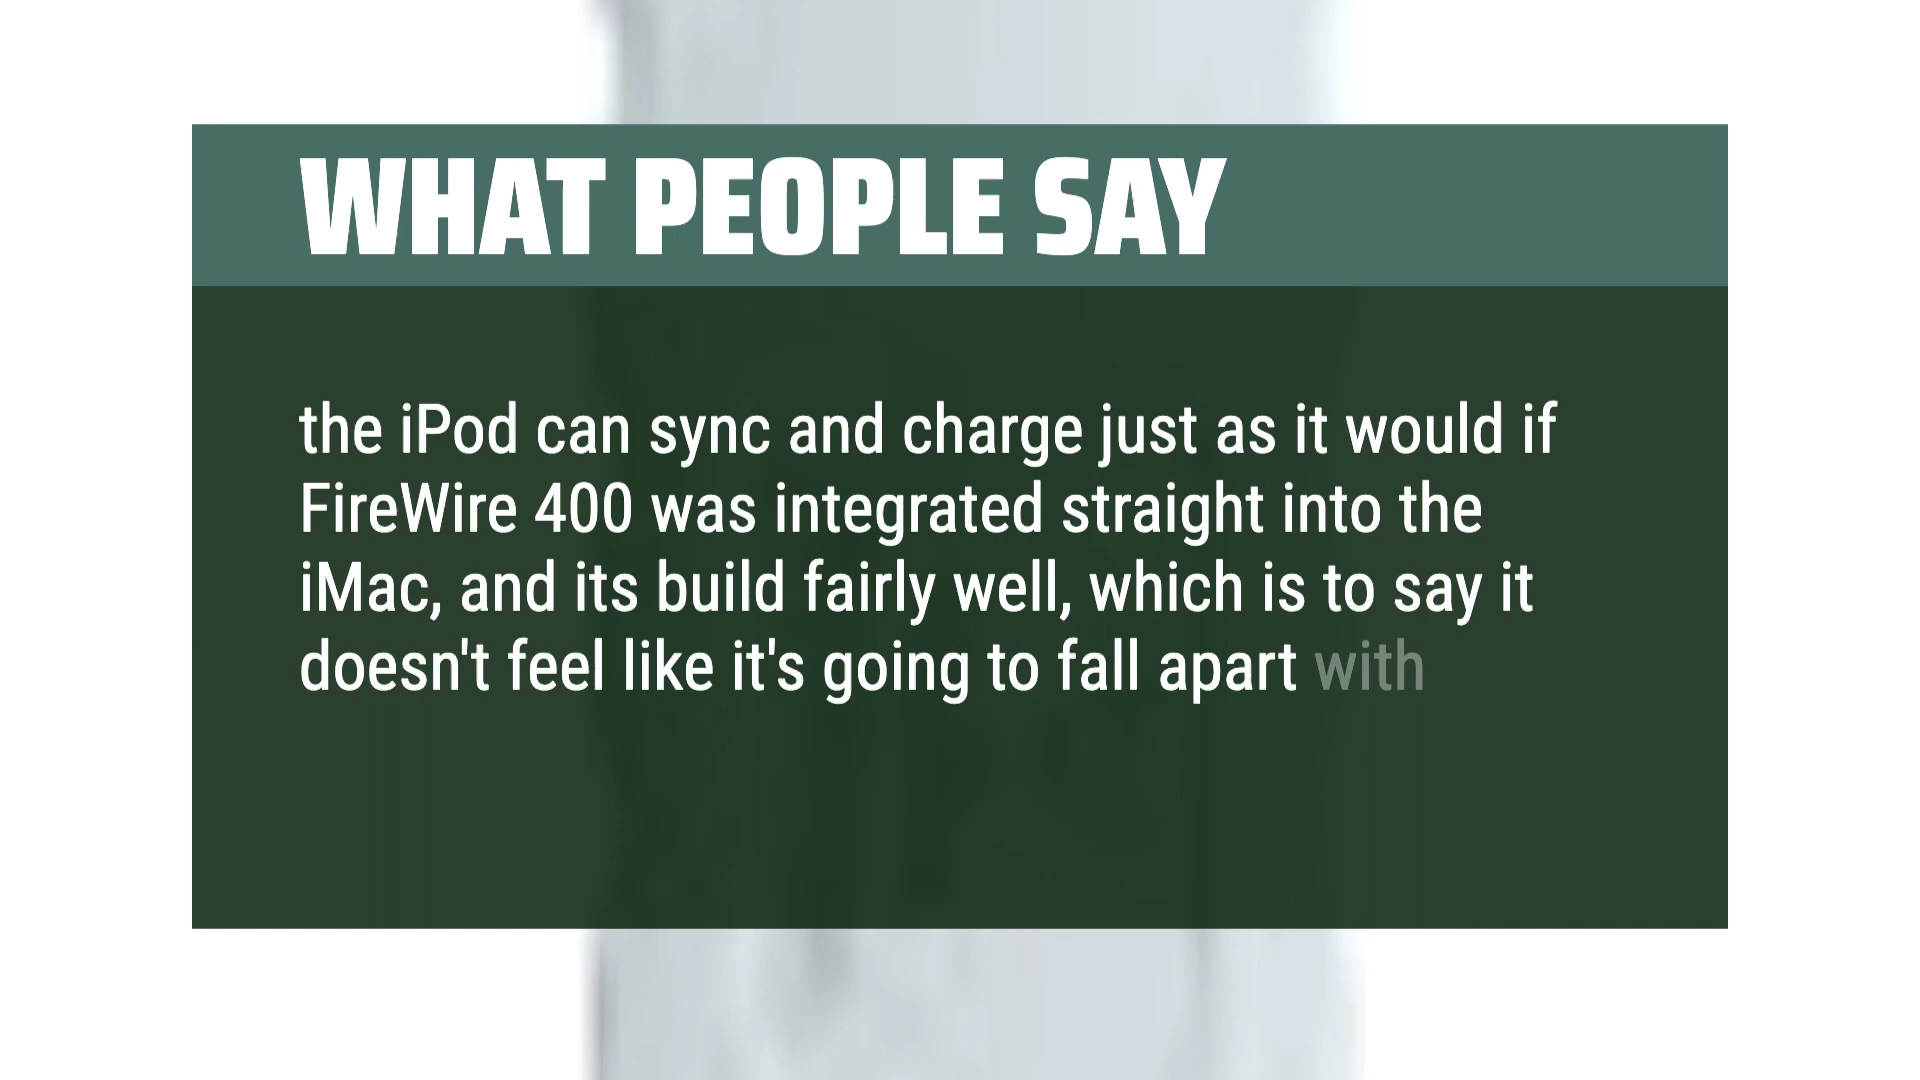 WHAT PEOPLE SAY
the iPod can sync and charge just as it would if
FireWire 400 was integrated straight into the
iMac, and its build fairly well, which is to say it
doesn't feel like it's going to fall apart with